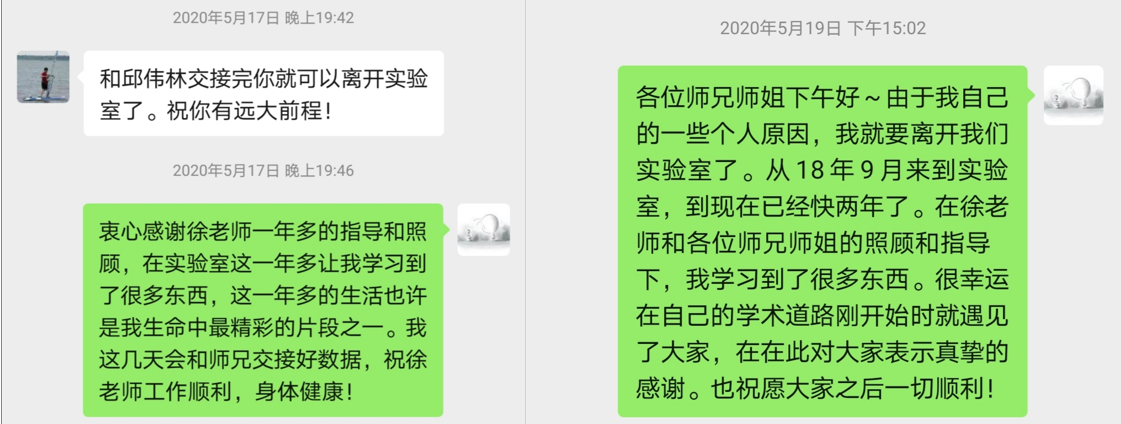 2020年5月17日 晚上19:42
和邱伟林交接完你就可以离开实验
室了。祝你有远大前程!
2020年5月17日 晚上19:46
衷心感谢徐老师一年多的指导和照
顾，在实验室这一年多让我学习到
了很多东西，这一年多的生活也许
是我生命中最精彩的片段之一。我
这几天会和师兄交接好数据，祝徐
老师工作顺利，身体健康!
2020年5月19日 下午15:02
各位师兄师姐下午好～由于我自己
的一些个人原因，我就要离开我们
实验室了。从18年9月来到实验
室，到现在已经快两年了。在徐老
师和各位师兄师姐的照顾和指导
下，我学习到了很多东西。很幸运
在自己的学术道路刚开始时就遇见
了大家，在在此对大家表示真挚的
感谢。也祝愿大家之后一切顺利!